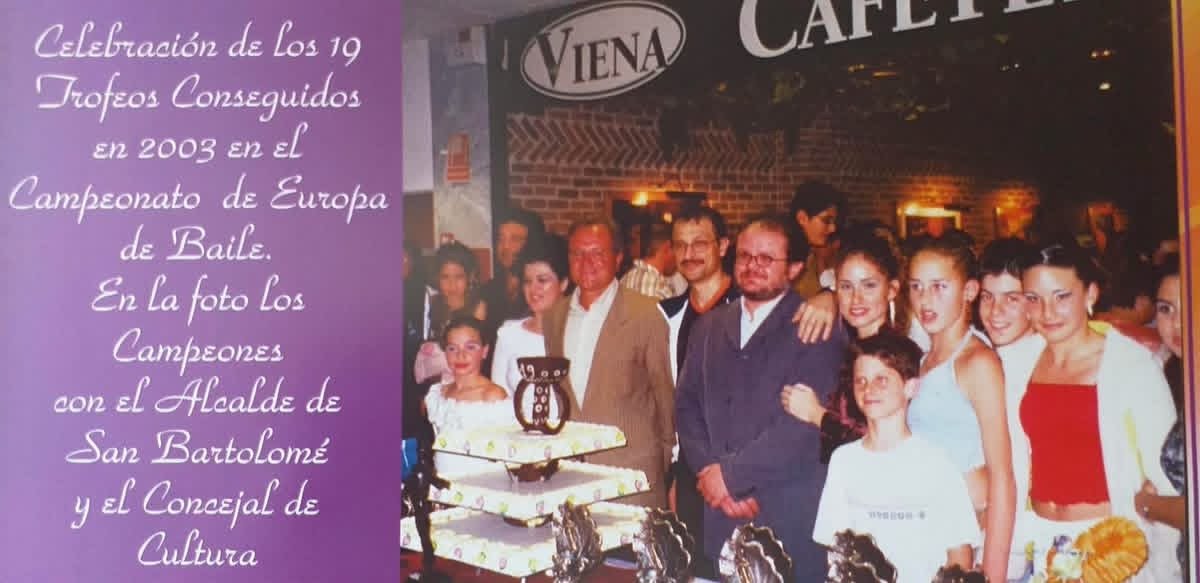 Celebración de los 19
Trofeos Conseguidos
en 2003 en el
Campeonato de Europa
de Baile.
En la foto los
Campeones
con el Alcalde de
San Bartolomé
y el Concejal de
Cultura
VIENA
19